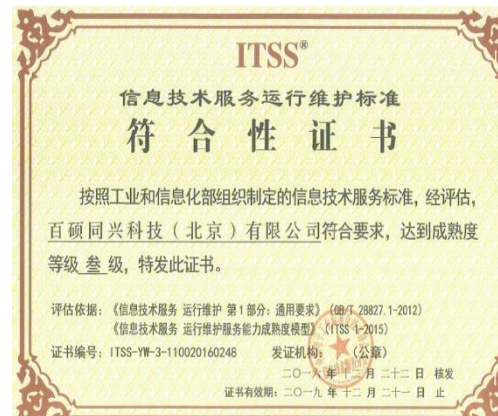 ITSS®
信息技术服务运行维护标准
符合性证书
按照工业和信息化部组织制定的信息技术服务标准，经评估，
百硕同兴科技（北京）有限公司符合要求，达到成熟度
等级 叁 级，特发此证书。
评估依据：《信息技术服务 运行维护 第1部分：通用要求》（GB/T 28827.1-2012）
《信息技术服务 运行维护服务能力成熟度模型》（ITSS 1-2015）
证书编号：ITSS-YW-3-110020160248 发证机构： （公章）
二〇一六年十二月二十二日 核发
证书有效期：二〇一九年十二月二十一日 止